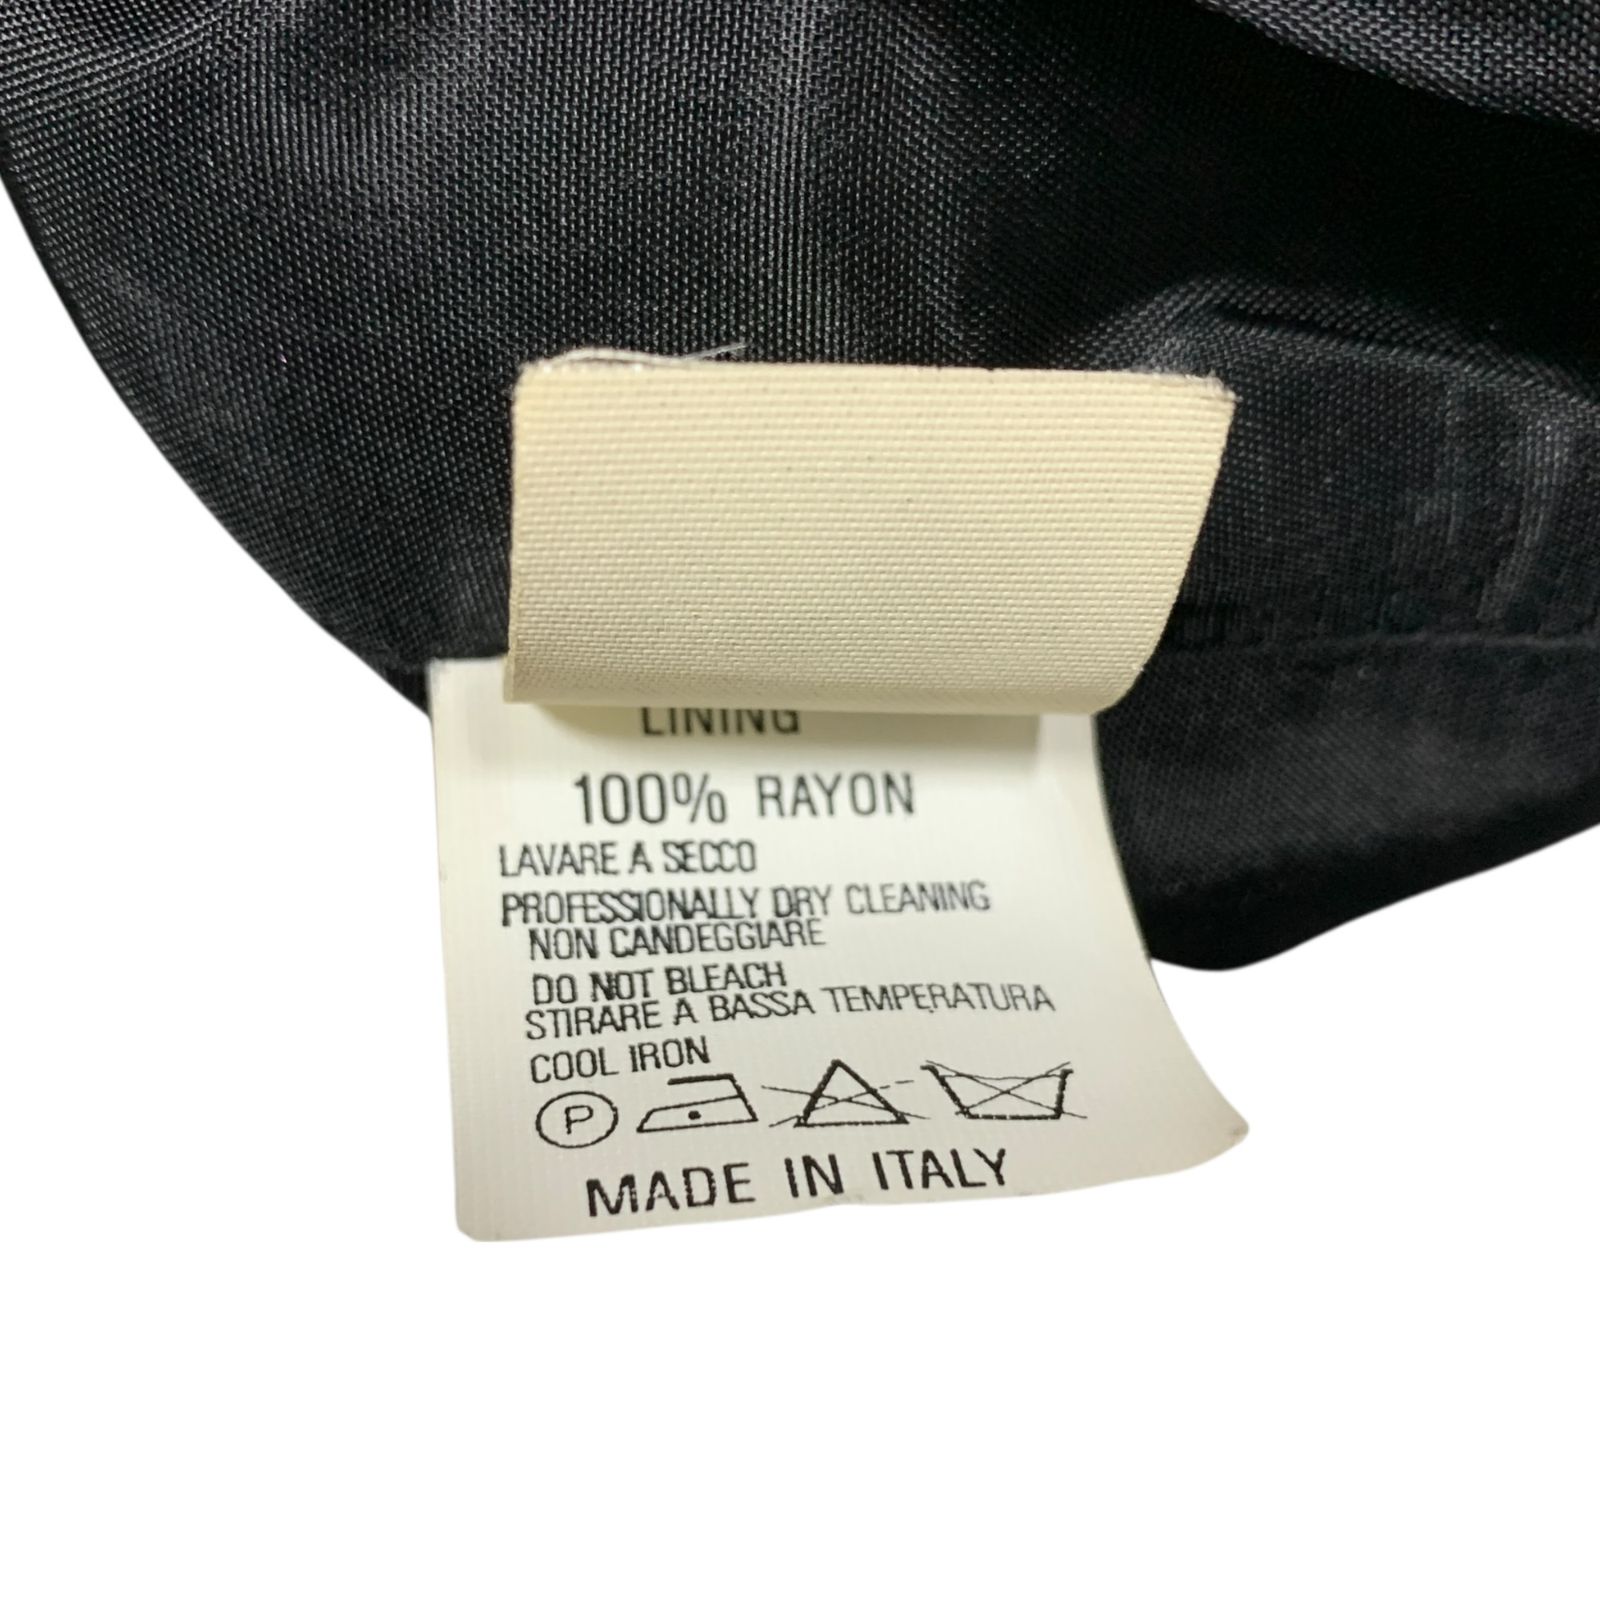 LINING
100% RAYON
LAVARE A SECCO
PROFESSIONALLY DRY CLEANING
NON CANDEGGIARE
DO NOT BLEACH
STIRARE A BASSA TEMPERATURA
COOL IRON
P
MADE IN ITALY